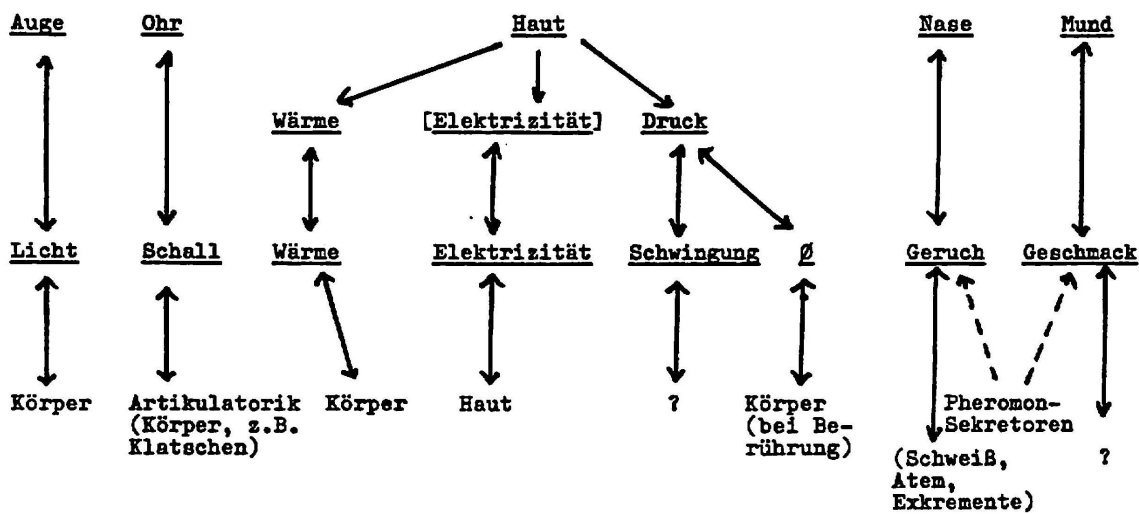 Auge Ohr Haut Nase Mund
Wärme [Elektrizität] Druck
Licht Schall Wärme Elektrizität Schwingung Ø Geruch Geschmack
Körper Artikulatorik Körper Haut ? Körper Pheromon-
(Körper, z.B. (bei Be- Sekretoren
Klatschen) rührung)
(Schweiß, ?
Atem,
Exkremente)